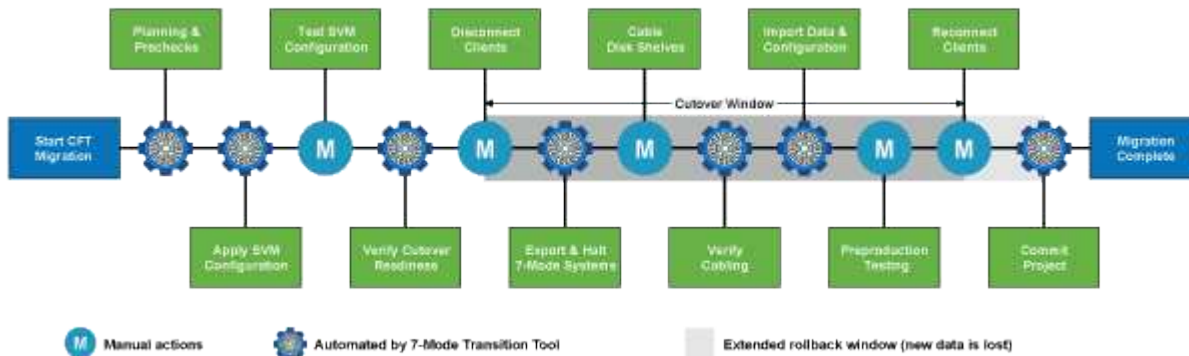 Planning &
Prechecks
Test SVM
Configuration
Disconnect
Clients
Cable
Disk Shelves
Import Data &
Configuration
Reconnect
Clients
Cutover Window
Start CFT
Migration
M
M
M
M
M
Migration
Complete
Apply SVM
Configuration
Verify Cutover
Readiness
Export & Halt
7-Mode Systems
Verify
Cabling
Preproduction
Testing
Commit
Project
M Manual actions
Automated by 7-Mode Transition Tool
Extended rollback window (new data is lost)